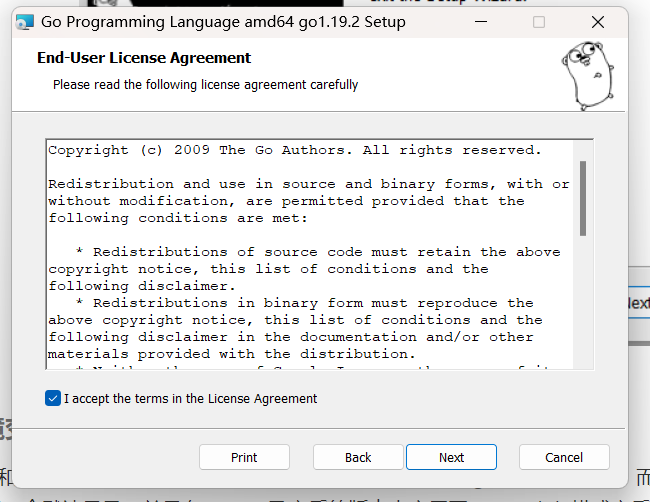 Go Programming Language amd64 go1.19.2 Setup
End-User License Agreement
Please read the following license agreement carefully
Copyright (c) 2009 The Go Authors. All rights reserved.
Redistribution and use in source and binary forms, with or
without modification, are permitted provided that the
following conditions are met:
* Redistributions of source code must retain the above
copyright notice, this list of conditions and the
following disclaimer.
* Redistributions in binary form must reproduce the
above copyright notice, this list of conditions and the
following disclaimer in the documentation and/or other
materials provided with the distribution.
I accept the terms in the License Agreement
Print
Back
Next
Cancel